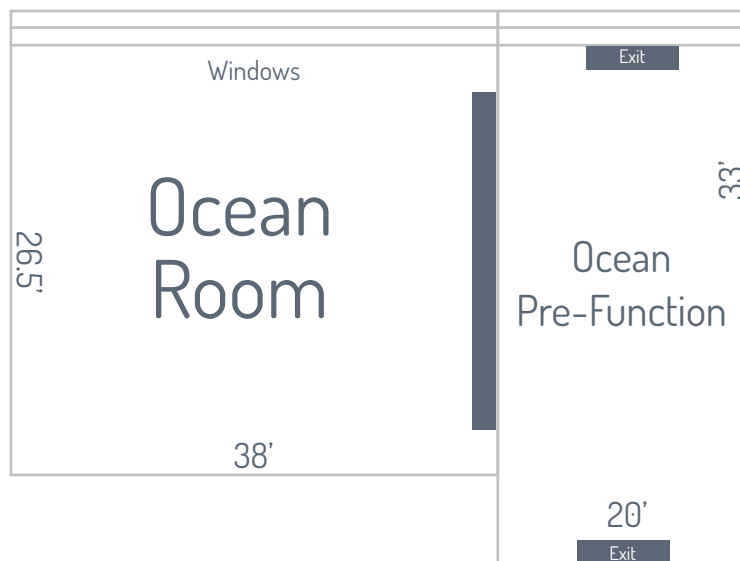 Windows
Exit
33’
Ocean
Room
26.5’
Ocean
Pre-Function
38’
20’
Exit